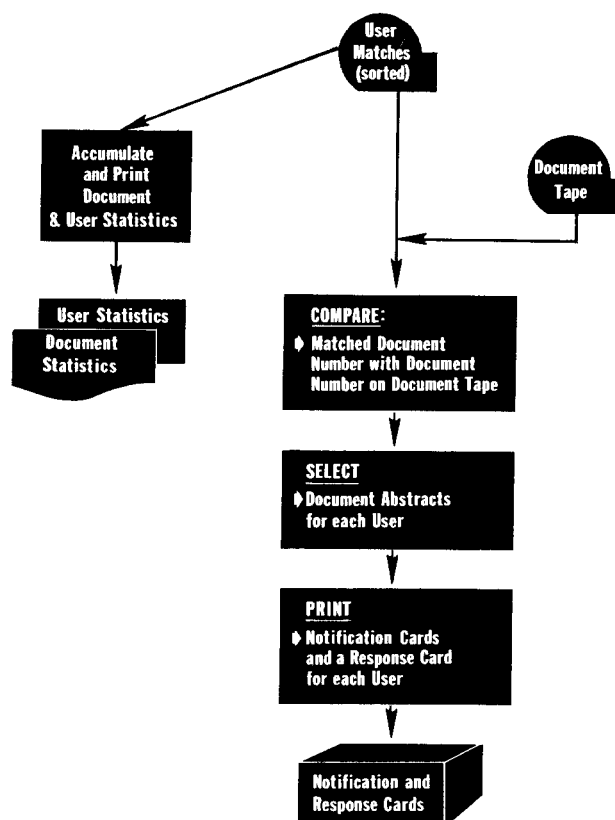 User
Matches
(sorted)
Accumulate
and Print
Document
& User Statistics
Document
Tape
User Statistics
Document
Statistics
COMPARE:
Matched Document
Number with Document
Number on Document Tape
SELECT
Document Abstracts
for each User
PRINT
Notification Cards
and a Response Card
for each User
Notification and
Response Cards